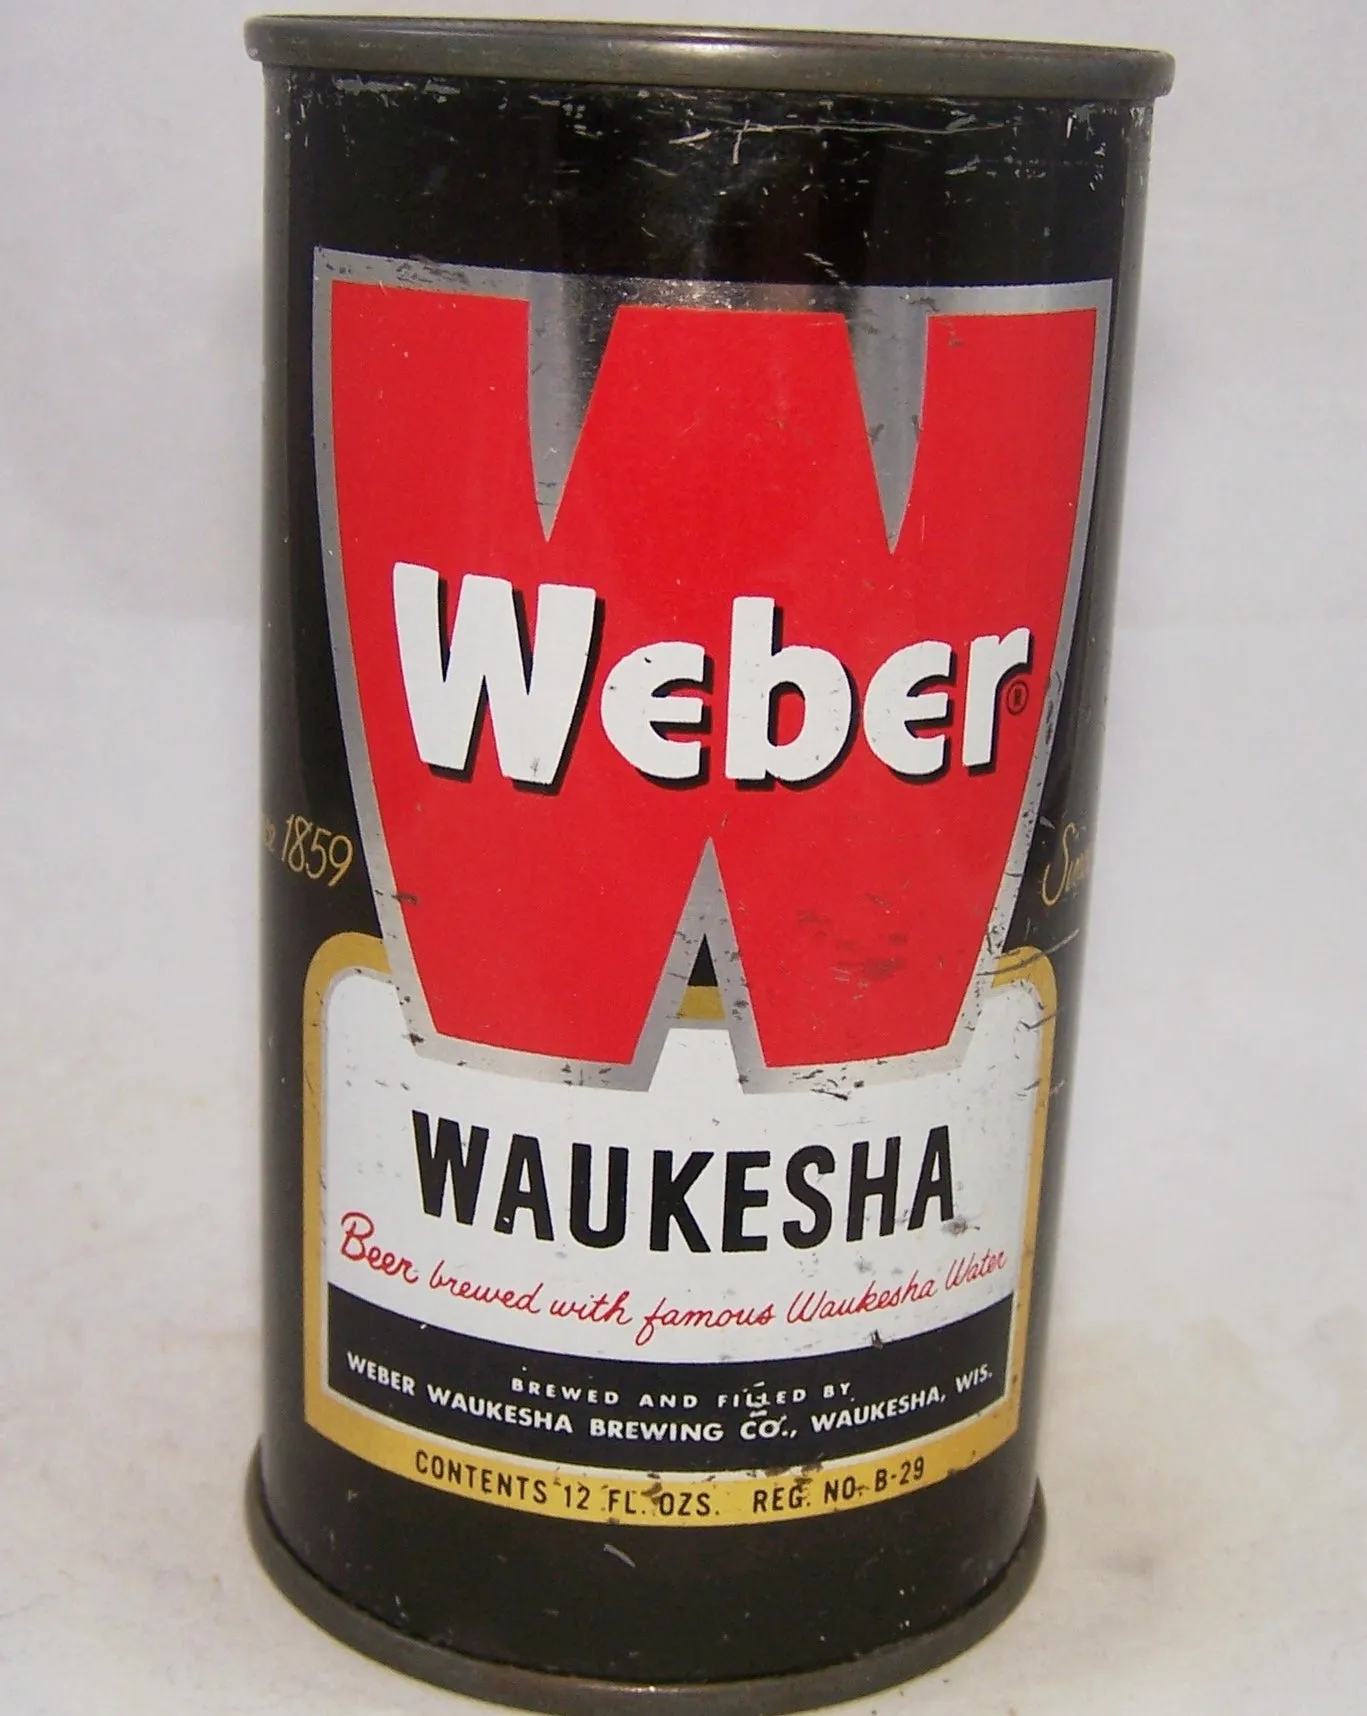 W
Weber®
1859
WAUKESHA
Beer brewed with famous Waukesha Water
BREWED AND FILLED BY
WEBER WAUKESHA BREWING CO., WAUKESHA, WIS.
CONTENTS 12 FL. OZS. REG. NO. B-29